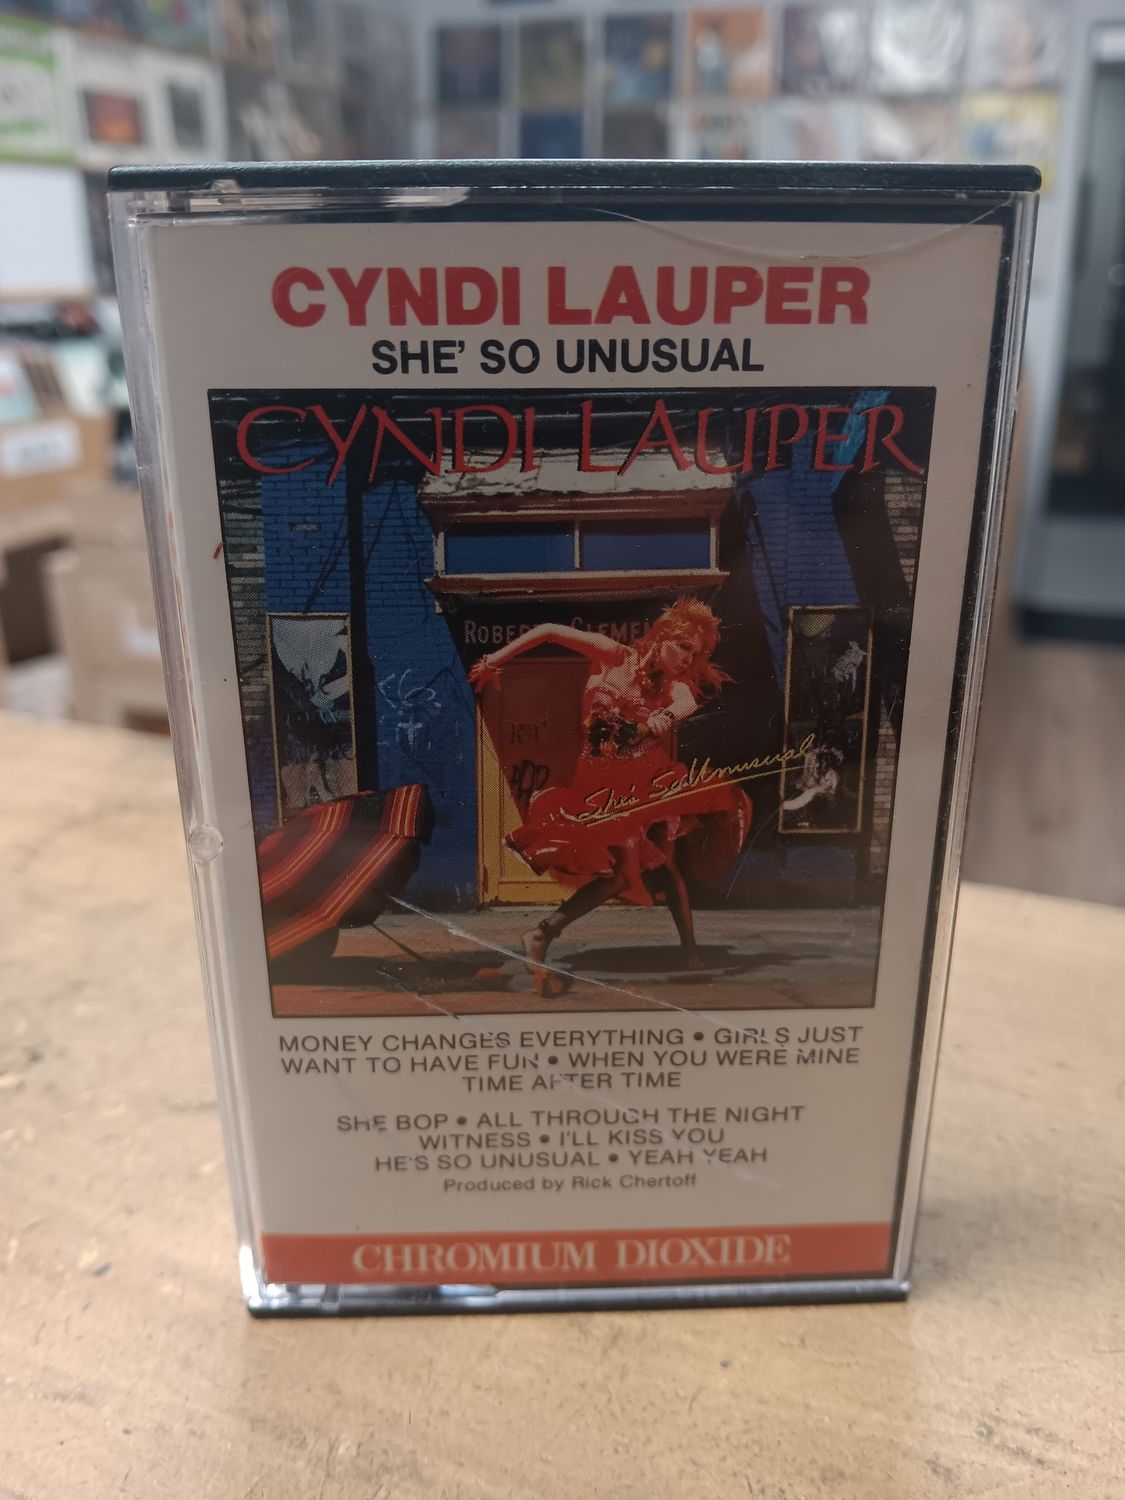 CYNDI LAUPER
SHE' SO UNUSUAL
CYNDI LAUPER
ROBERT CLEMEN
She's So Unusual
MONEY CHANGES EVERYTHING • GIRLS JUST
WANT TO HAVE FUN • WHEN YOU WERE MINE
TIME AFTER TIME
SHE BOP • ALL THROUGH THE NIGHT
WITNESS • I'LL KISS YOU
HE'S SO UNUSUAL • YEAH YEAH
Produced by Rick Chertoff
CHROMIUM DIOXIDE